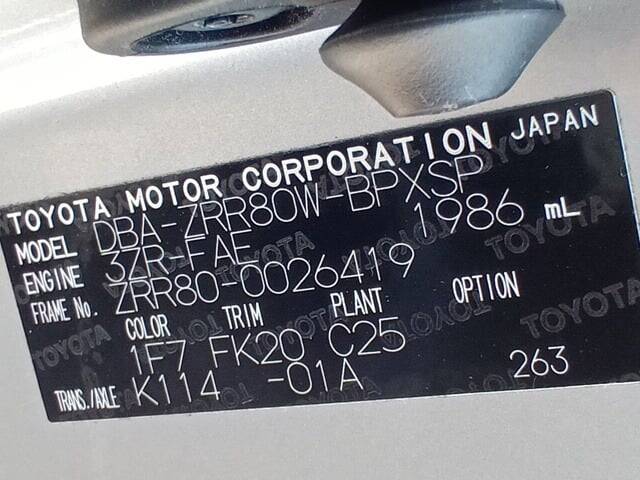 TOYOTA MOTOR CORPORATION JAPAN
MODEL DBA-ZRR80W-BPXSP
ENGINE 3ZR-FAE 1986 mL
FRAME No. ZRR80-0026419
COLOR TRIM PLANT OPTION
1F7 FK20 C25
TRANS./AXLE K114 -01A 263